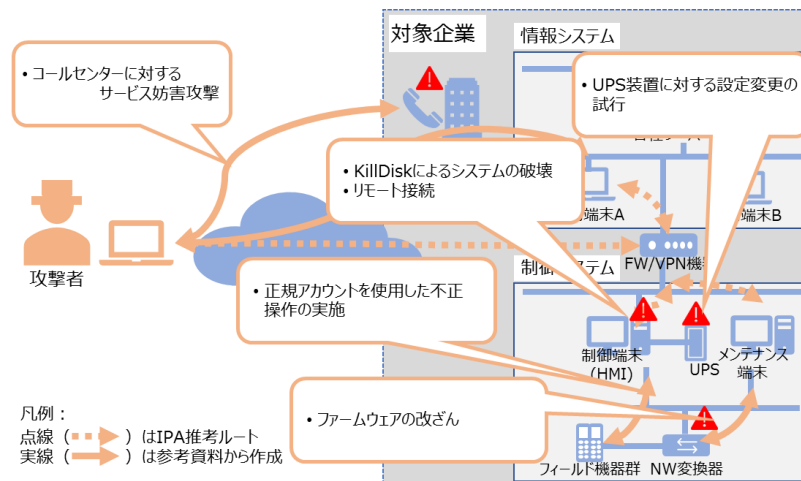 対象企業
情報システム
• コールセンターに対する
サービス妨害攻撃
• UPS装置に対する設定変更の
試行
• KillDiskによるシステムの破壊
• リモート接続
端末A
端末B
攻撃者
FW/VPN機
制御
システム
• 正規アカウントを使用した不正
操作の実施
制御端末
(HMI)
UPS
メンテナンス
端末
• ファームウェアの改ざん
凡例：
点線（
）はIPA推考ルート
実線（
）は参考資料から作成
フィールド機器群
NW変換器